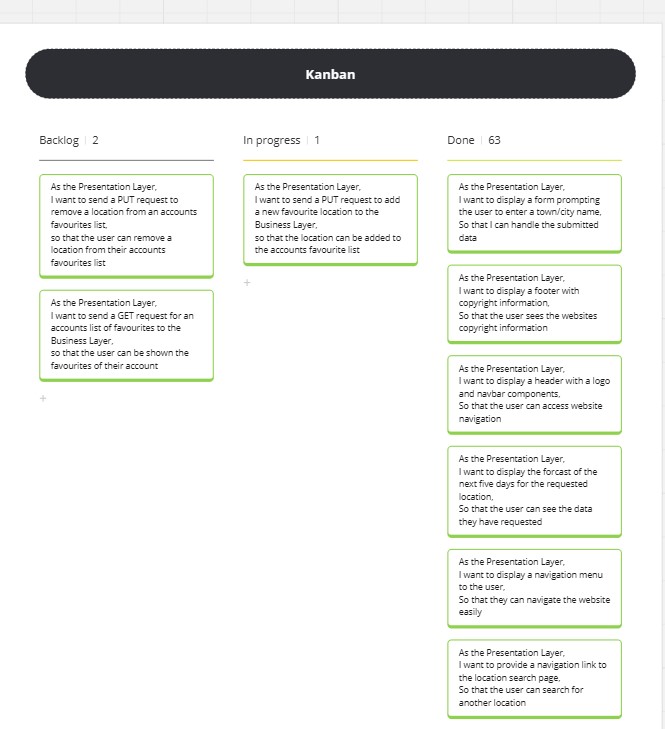 Kanban
Backlog | 2
As the Presentation Layer,
I want to send a PUT request to
remove a location from an accounts
favourites list,
so that the user can remove a
location from their accounts
favourites list
As the Presentation Layer,
I want to send a GET request for an
accounts list of favourites to the
Business Layer,
so that the user can be shown the
favourites of their account
+
In progress | 1
As the Presentation Layer,
I want to send a PUT request to add
a new favourite location to the
Business Layer,
so that the location can be added to
the accounts favourite list
+
Done | 63
As the Presentation Layer,
I want to display a form prompting
the user to enter a town/city name,
So that I can handle the submitted
data
As the Presentation Layer,
I want to display a footer with
copyright information,
So that the user sees the websites
copyright information
As the Presentation Layer,
I want to display a header with a logo
and navbar components,
So that the user can access website
navigation
As the Presentation Layer,
I want to display the forcast of the
next five days for the requested
location,
So that the user can see the data
they have requested
As the Presentation Layer,
I want to display a navigation menu
to the user,
So that they can navigate the website
easily
As the Presentation Layer,
I want to provide a navigation link to
the location search page,
So that the user can search for
another location